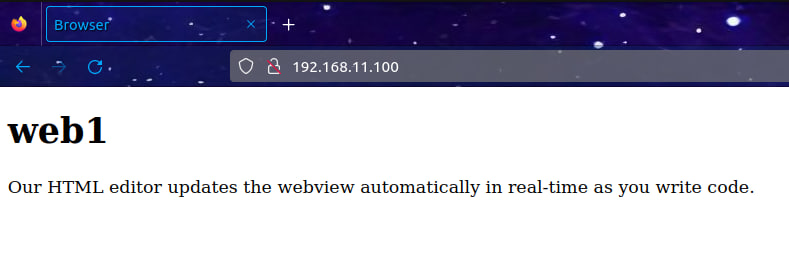 Browser
192.168.11.100
web1
Our HTML editor updates the webview automatically in real-time as you write code.